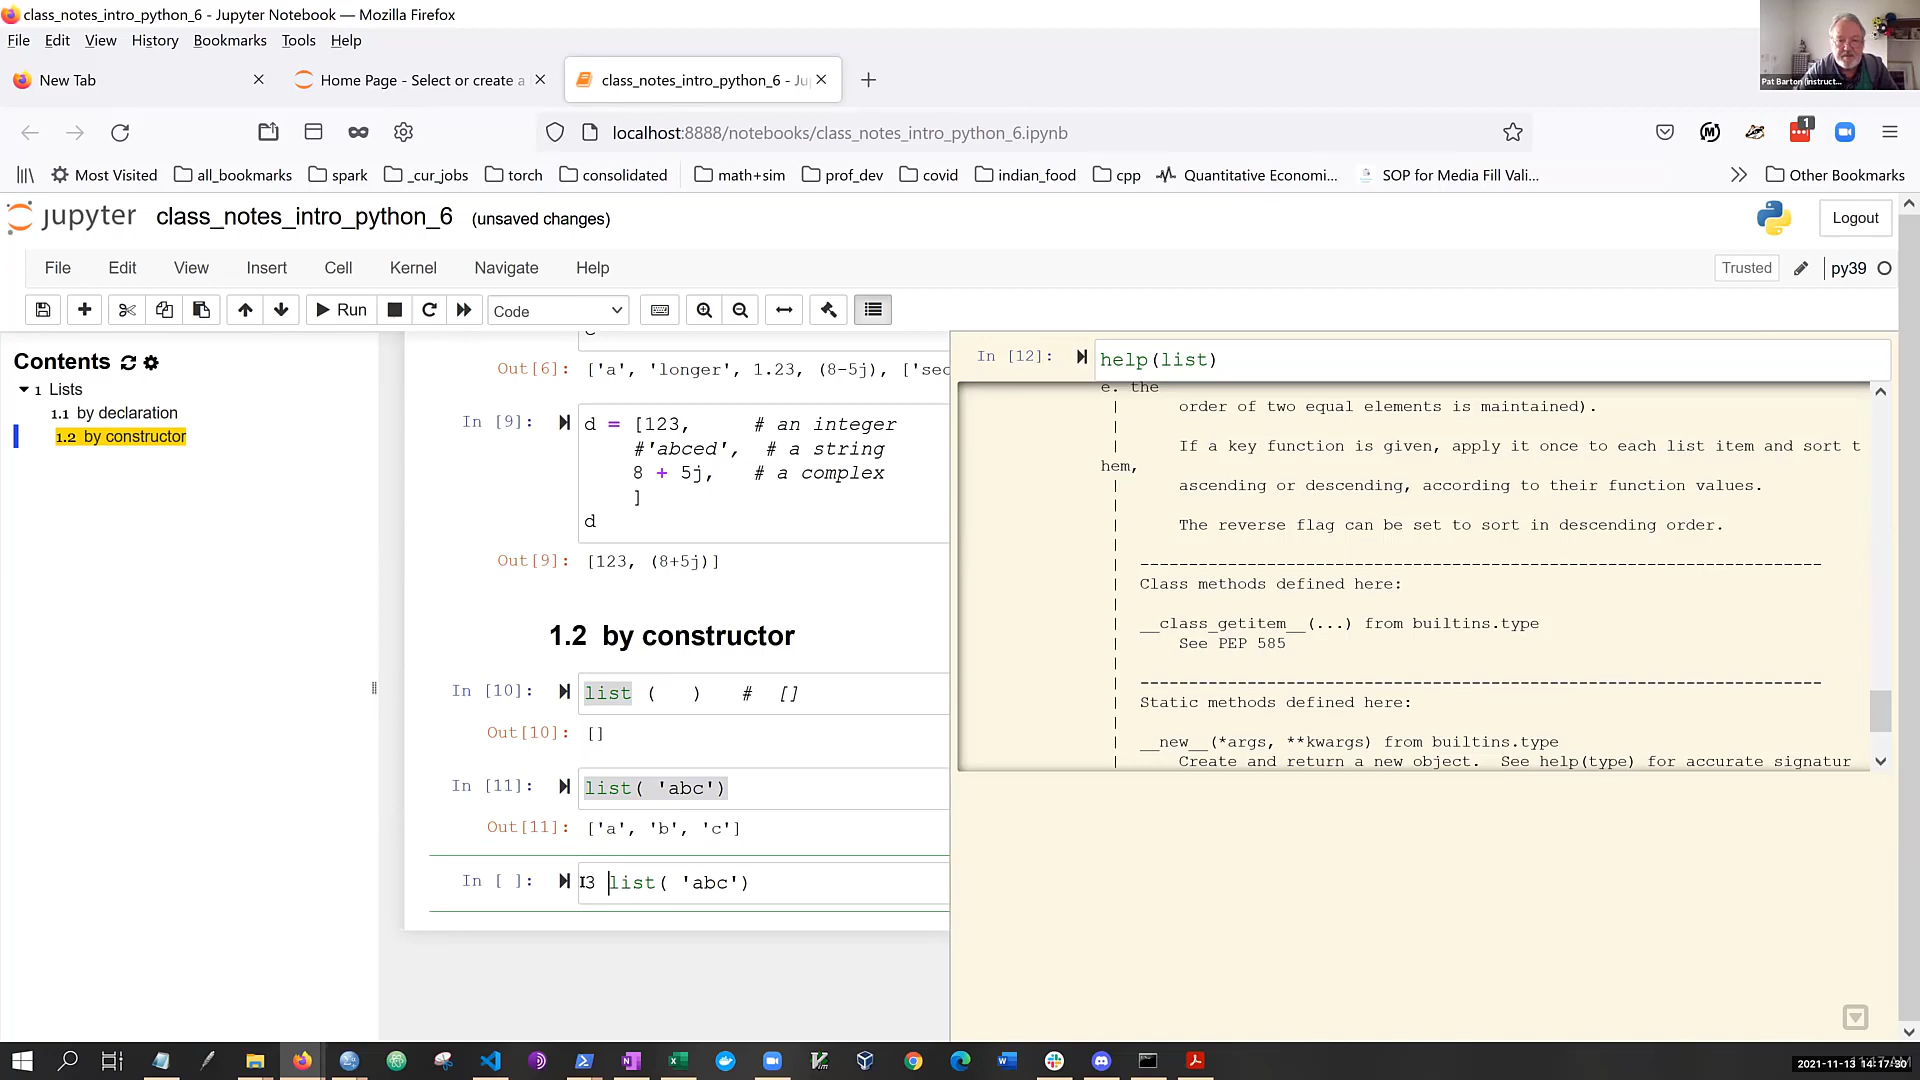 class_notes_intro_python_6 - Jupyter Notebook — Mozilla Firefox
File Edit View History Bookmarks Tools Help
New Tab
Home Page - Select or create a
class_notes_intro_python_6 - Ju
localhost:8888/notebooks/class_notes_intro_python_6.ipynb
1
Most Visited all_bookmarks spark _cur_jobs torch consolidated math+sim prof_dev covid indian_food cpp Quantitative Economi... SOP for Media Fill Vali... Other Bookmarks
Pat Barton (instruct...
jupyter class_notes_intro_python_6 (unsaved changes)
Logout
File Edit View Insert Cell Kernel Navigate Help
Trusted py39
Run Code
Contents
1 Lists
1.1 by declaration
1.2 by constructor
Out[6]: ['a', 'longer', 1.23, (8-5j), ['sec
In [9]: d = [123, # an integer
#'abced', # a string
8 + 5j, # a complex
]
d
Out[9]: [123, (8+5j)]
1.2 by constructor
In [10]: list ( ) # []
Out[10]: []
In [11]: list( 'abc')
Out[11]: ['a', 'b', 'c']
In [ ]: 3 list( 'abc')
In [12]: help(list)
e. the
| order of two equal elements is maintained).
|
| If a key function is given, apply it once to each list item and sort t
hem,
| ascending or descending, according to their function values.
|
| The reverse flag can be set to sort in descending order.
|
| ----------------------------------------------------------------------
| Class methods defined here:
|
| __class_getitem__(...) from builtins.type
| See PEP 585
|
| ----------------------------------------------------------------------
| Static methods defined here:
|
| __new__(*args, **kwargs) from builtins.type
| Create and return a new object. See help(type) for accurate signatur
2021-11-13 14:17:30